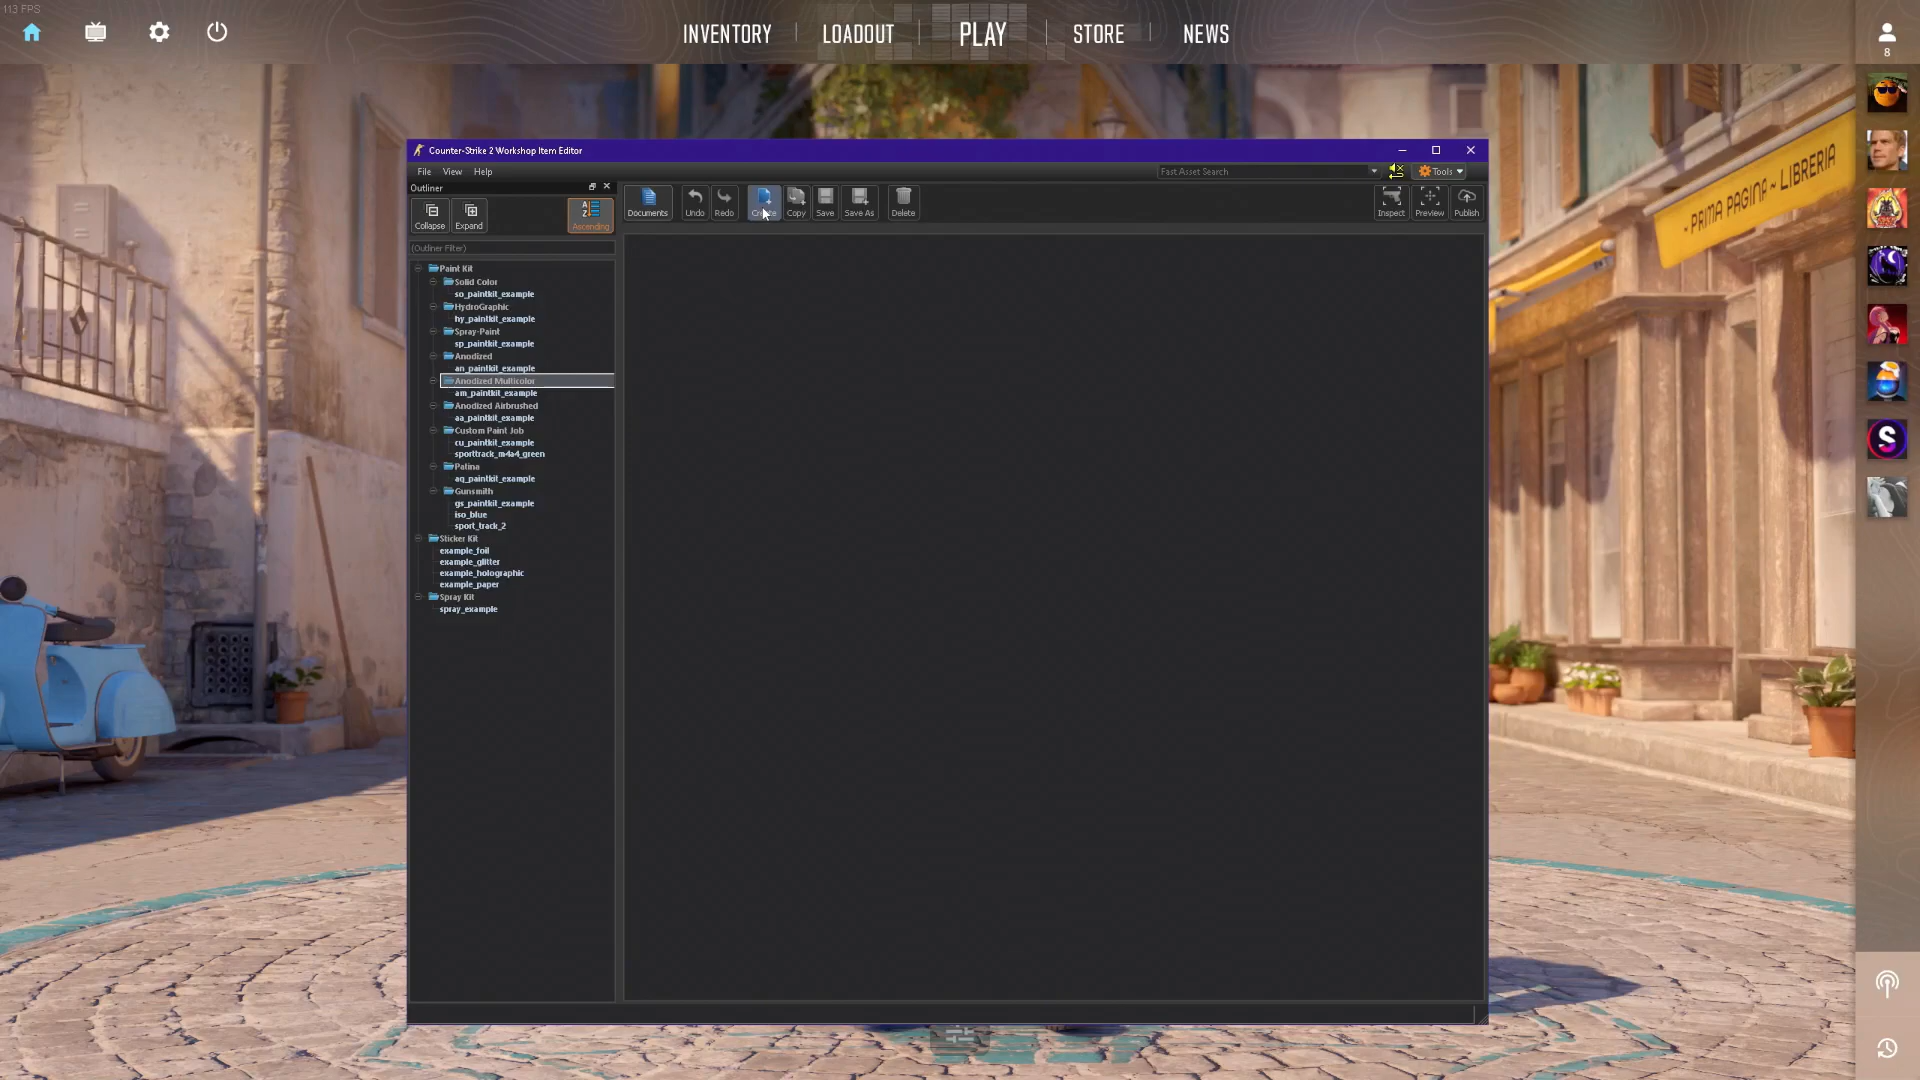 113 FPS
INVENTORY
LOADOUT
PLAY
STORE
NEWS
8
PRIMA PAGINA ~ LIBRERIA
Counter-Strike 2 Workshop Item Editor
File View Help
Fast Asset Search
Tools
Outliner
Documents
Undo
Redo
Create
Copy
Save
Save As
Delete
Inspect
Preview
Publish
Collapse
Expand
A
Z
Ascending
(Outliner Filter)
Paint Kit
Solid Color
so_paintkit_example
HydroGraphic
hy_paintkit_example
Spray-Paint
sp_paintkit_example
Anodized
an_paintkit_example
Anodized Multicolor
am_paintkit_example
Anodized Airbrushed
aa_paintkit_example
Custom Paint Job
cu_paintkit_example
sporttrack_m4a4_green
Patina
aq_paintkit_example
Gunsmith
gs_paintkit_example
iso_blue
sport_track_2
Sticker Kit
example_foil
example_glitter
example_holographic
example_paper
Spray Kit
spray_example
S